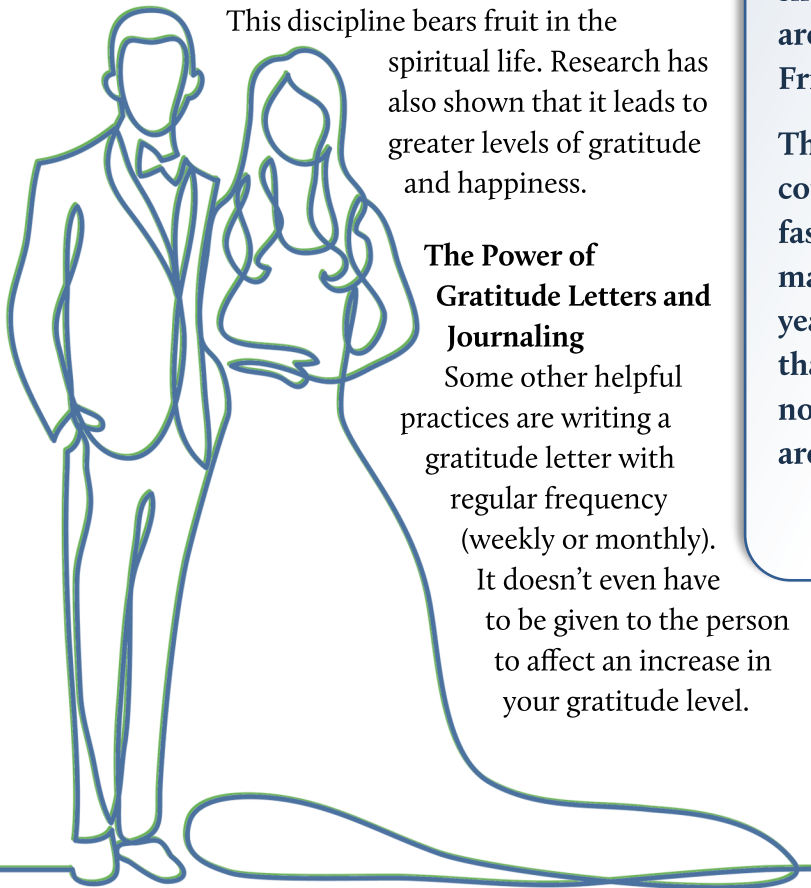 This discipline bears fruit in the
spiritual life. Research has
also shown that it leads to
greater levels of gratitude
and happiness.
The Power of
Gratitude Letters and
Journaling
Some other helpful
practices are writing a
gratitude letter with
regular frequency
(weekly or monthly).
It doesn’t even have
to be given to the person
to affect an increase in
your gratitude level.